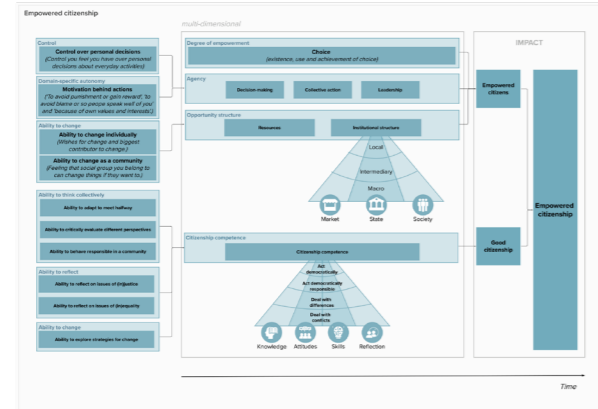 Empowered citizenship
multi-dimensional
Control
Control over personal decisions
(Control you feel you have over personal
decisions about everyday activities)
Domain-specific autonomy
Motivation behind actions
('To avoid punishment or gain reward', 'to
avoid blame or so people speak well of you'
and 'because of own values and interests'.)
Ability to change
Ability to change individually
(Wishes for change and biggest
contributor to change.)
Ability to change as a community
(Feeling that social group you belong to
can change things if they want to.)
Ability to think collectively
Ability to adapt to meet halfway
Ability to critically evaluate different perspectives
Ability to behave responsible in a community
Ability to reflect
Ability to reflect on issues of (in)justice
Ability to reflect on issues of (in)equality
Ability to change
Ability to explore strategies for change
Degree of empowerment
Choice
(existence, use and achievement of choice)
Agency
Decision-making
Collective action
Leadership
Opportunity structure
Resources
Institutional structure
Local
Intermediary
Macro
Market
State
Society
Citizenship competence
Citizenship competence
Act
democratically
Act democratically
responsible
Deal with
differences
Deal with
conflicts
Knowledge
Attitudes
Skills
Reflection
IMPACT
Empowered
citizens
Good
citizenship
Empowered
citizenship
Time